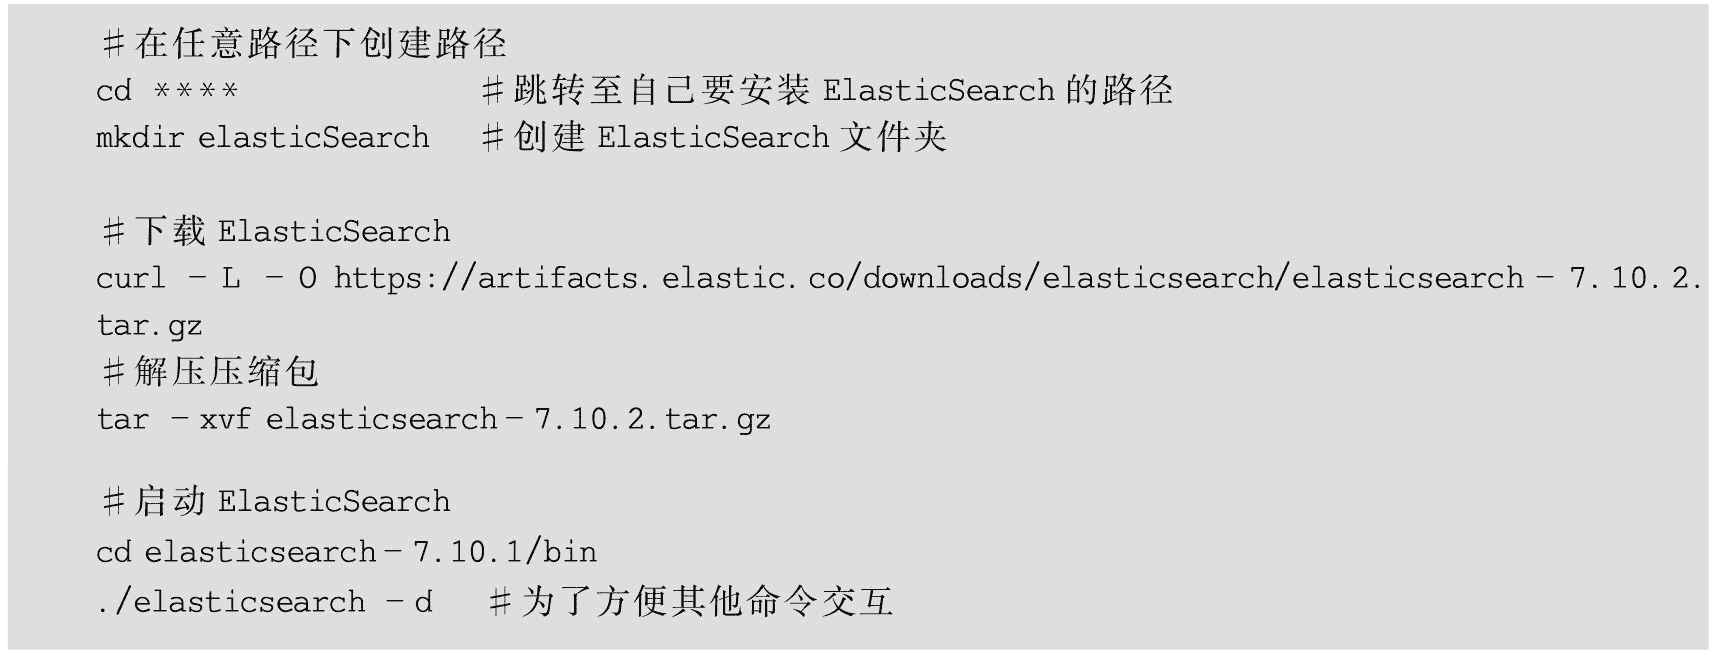 #在任意路径下创建路径
cd ****  #跳转至自己要安装 ElasticSearch 的路径
mkdir elasticSearch  #创建 ElasticSearch 文件夹
#下载 ElasticSearch
curl -L -O https://artifacts.elastic.co/downloads/elasticsearch/elasticsearch-7.10.2.
tar.gz
#解压压缩包
tar -xvf elasticsearch-7.10.2.tar.gz
#启动 ElasticSearch
cd elasticsearch-7.10.1/bin
./elasticsearch -d  #为了方便其他命令交互